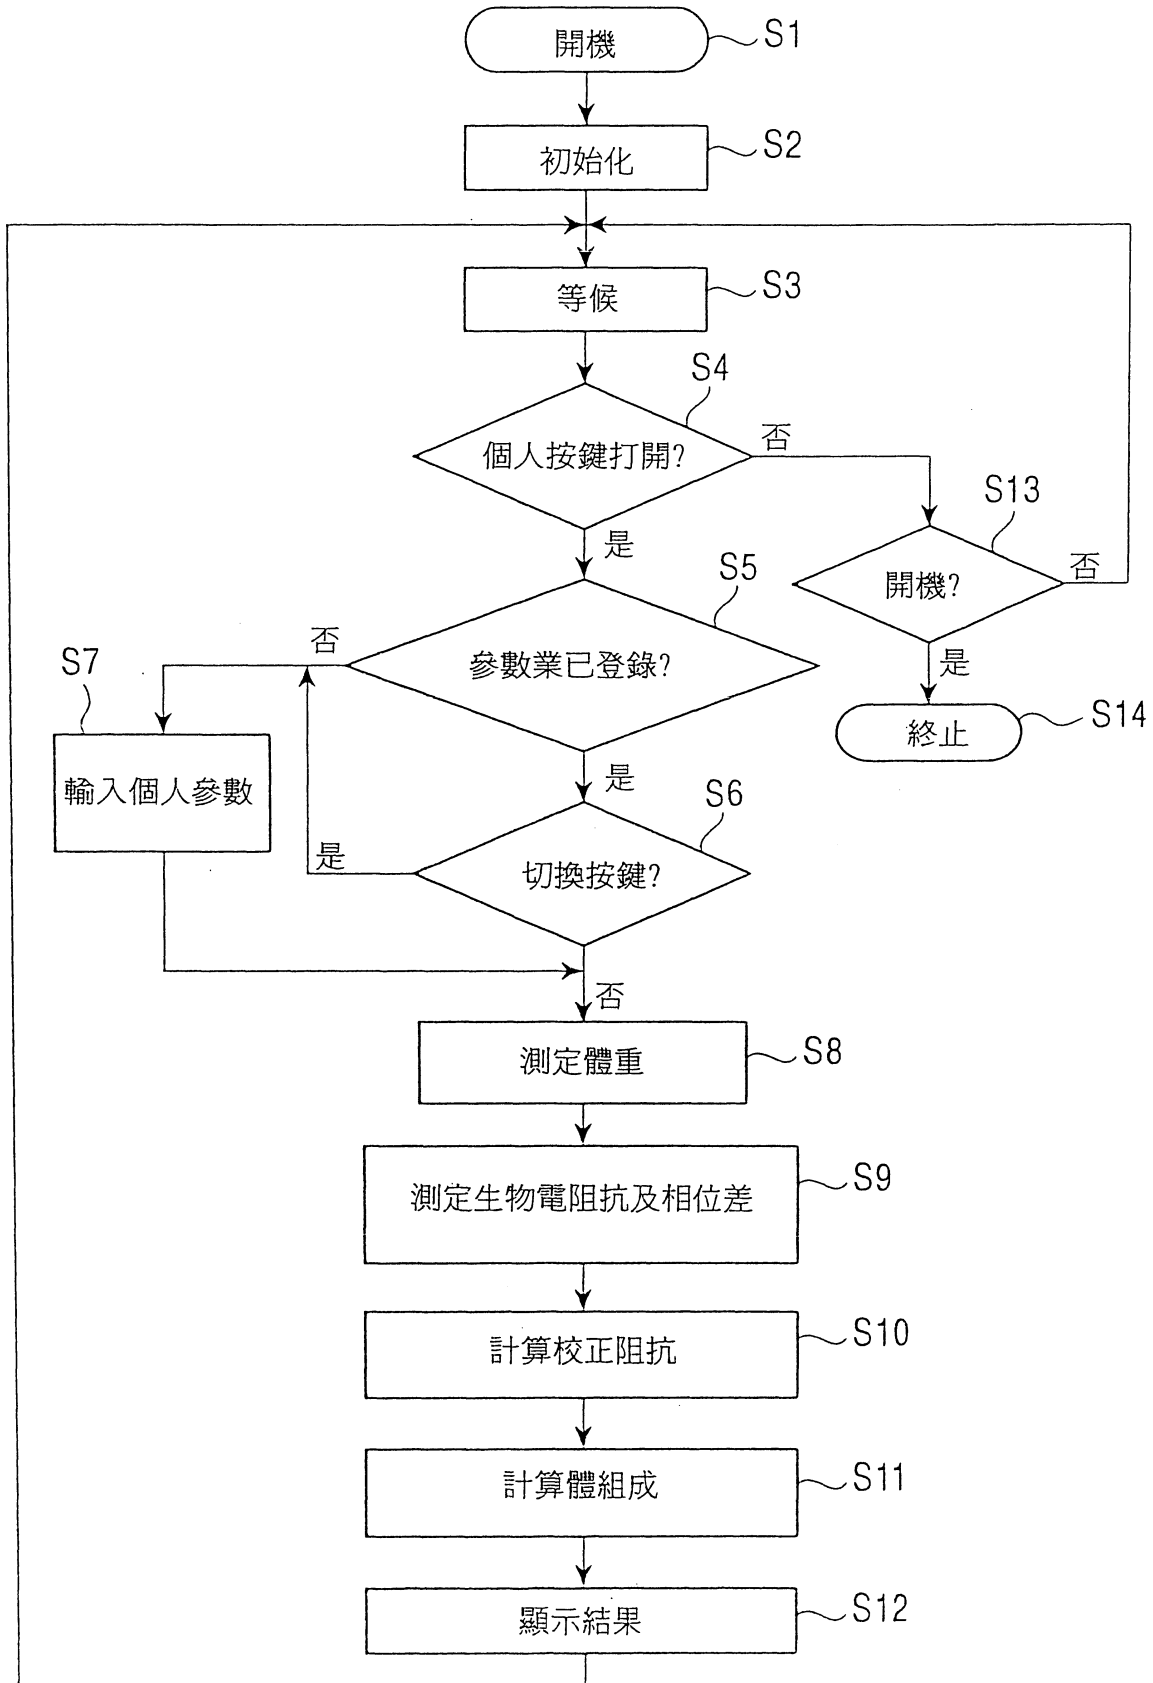 開機
S1
初始化
S2
等候
S3
S4
個人按鍵打開?
否
S13
是
開機?
否
S5
參數業已登錄?
否
是
S7
終止
S14
輸入個人參數
是
S6
切換按鍵?
是
否
測定體重
S8
測定生物電阻抗及相位差
S9
計算校正阻抗
S10
計算體組成
S11
顯示結果
S12